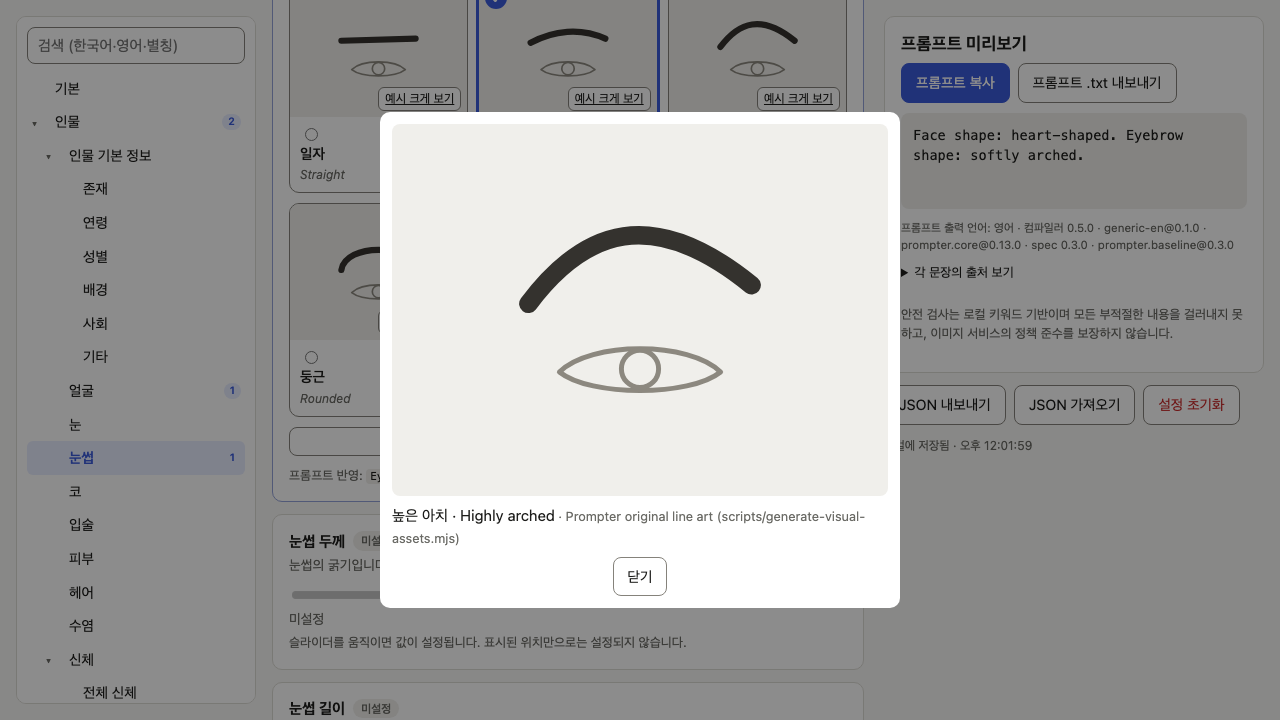 검색 (한국어·영어·별칭)
기본
인물
2
인물 기본 정보
존재
연령
성별
배경
사회
기타
얼굴
1
눈
눈썹
1
코
입술
피부
헤어
수염
신체
전체 신체
예시 크게 보기
예시 크게 보기
예시 크게 보기
일자
Straight
둥근
Rounded
프롬프트 반영:
눈썹 두께
눈썹의 굵기입니다
미설정
슬라이더를 움직이면 값이 설정됩니다. 표시된 위치만으로는 설정되지 않습니다.
눈썹 길이 미설정
높은 아치 · Highly arched · Prompter original line art (scripts/generate-visual-
assets.mjs)
닫기
프롬프트 미리보기
프롬프트 복사
프롬프트 .txt 내보내기
Face shape: heart-shaped. Eyebrow
shape: softly arched.
프롬프트 출력 언어: 영어 · 컴파일러 0.5.0 · generic-en@0.1.0 ·
prompter.core@0.13.0 · spec 0.3.0 · prompter.baseline@0.3.0
▶ 각 문장의 출처 보기
안전 검사는 로컬 키워드 기반이며 모든 부적절한 내용을 걸러내지 못
하고, 이미지 서비스의 정책 준수를 보장하지 않습니다.
JSON 내보내기
JSON 가져오기
설정 초기화
저장됨 · 오후 12:01:59